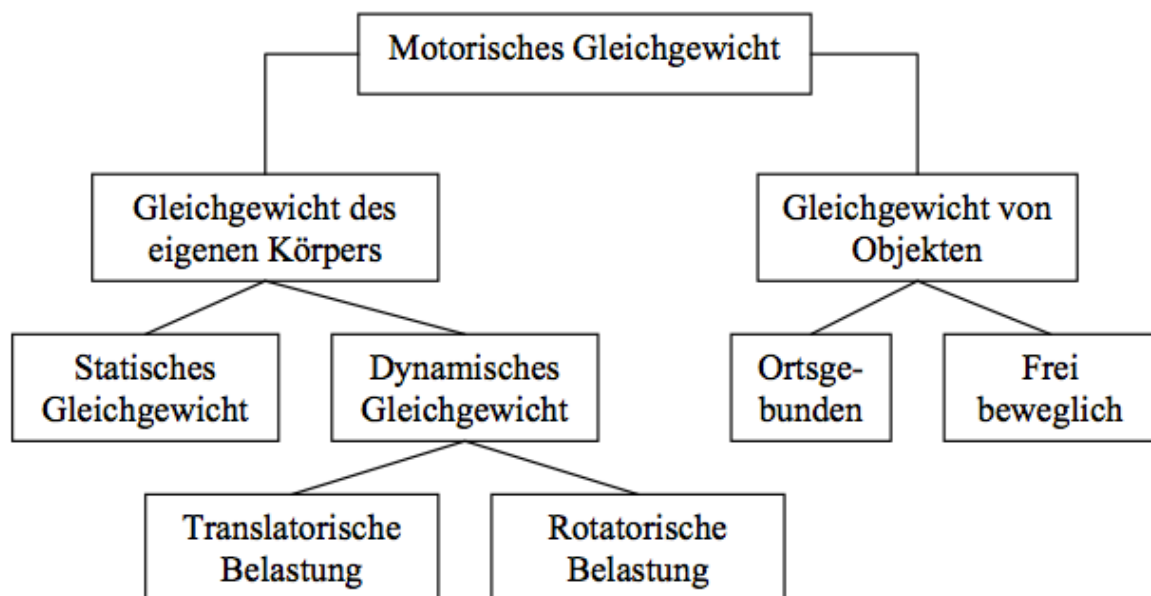 Motorisches Gleichgewicht
Gleichgewicht des
eigenen Körpers
Gleichgewicht von
Objekten
Statisches
Gleichgewicht
Dynamisches
Gleichgewicht
Ortsge-
bunden
Frei
beweglich
Translatorische
Belastung
Rotatorische
Belastung